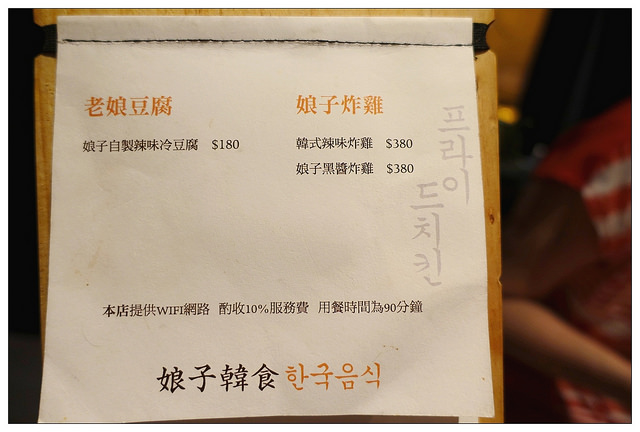 老娘豆腐
娘子自製辣味冷豆腐 $180
娘子炸雞
韓式辣味炸雞 $380
娘子黑醬炸雞 $380
프라이
드치킨
本店提供WIFI網路 酌收10%服務費 用餐時間為90分鐘
娘子韓食 한국음식